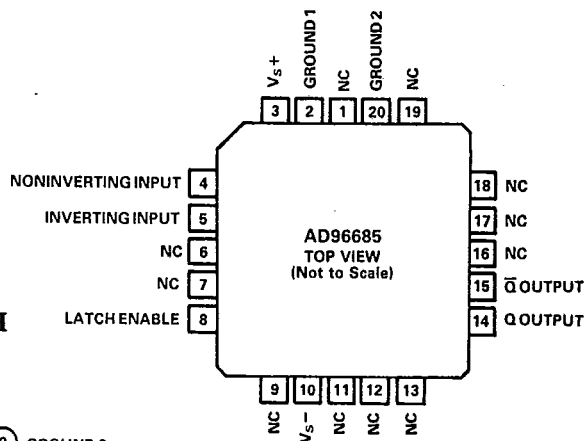 VS+
GROUND 1
NC
GROUND 2
NC
3 2 1 20 19
NONINVERTING INPUT 4
INVERTING INPUT 5
NC 6
NC 7
LATCH ENABLE 8
AD96685
TOP VIEW
(Not to Scale)
18 NC
17 NC
16 NC
15 Q̅ OUTPUT
14 Q OUTPUT
9 10 11 12 13
NC
VS−
NC
NC
NC
GROUND 2